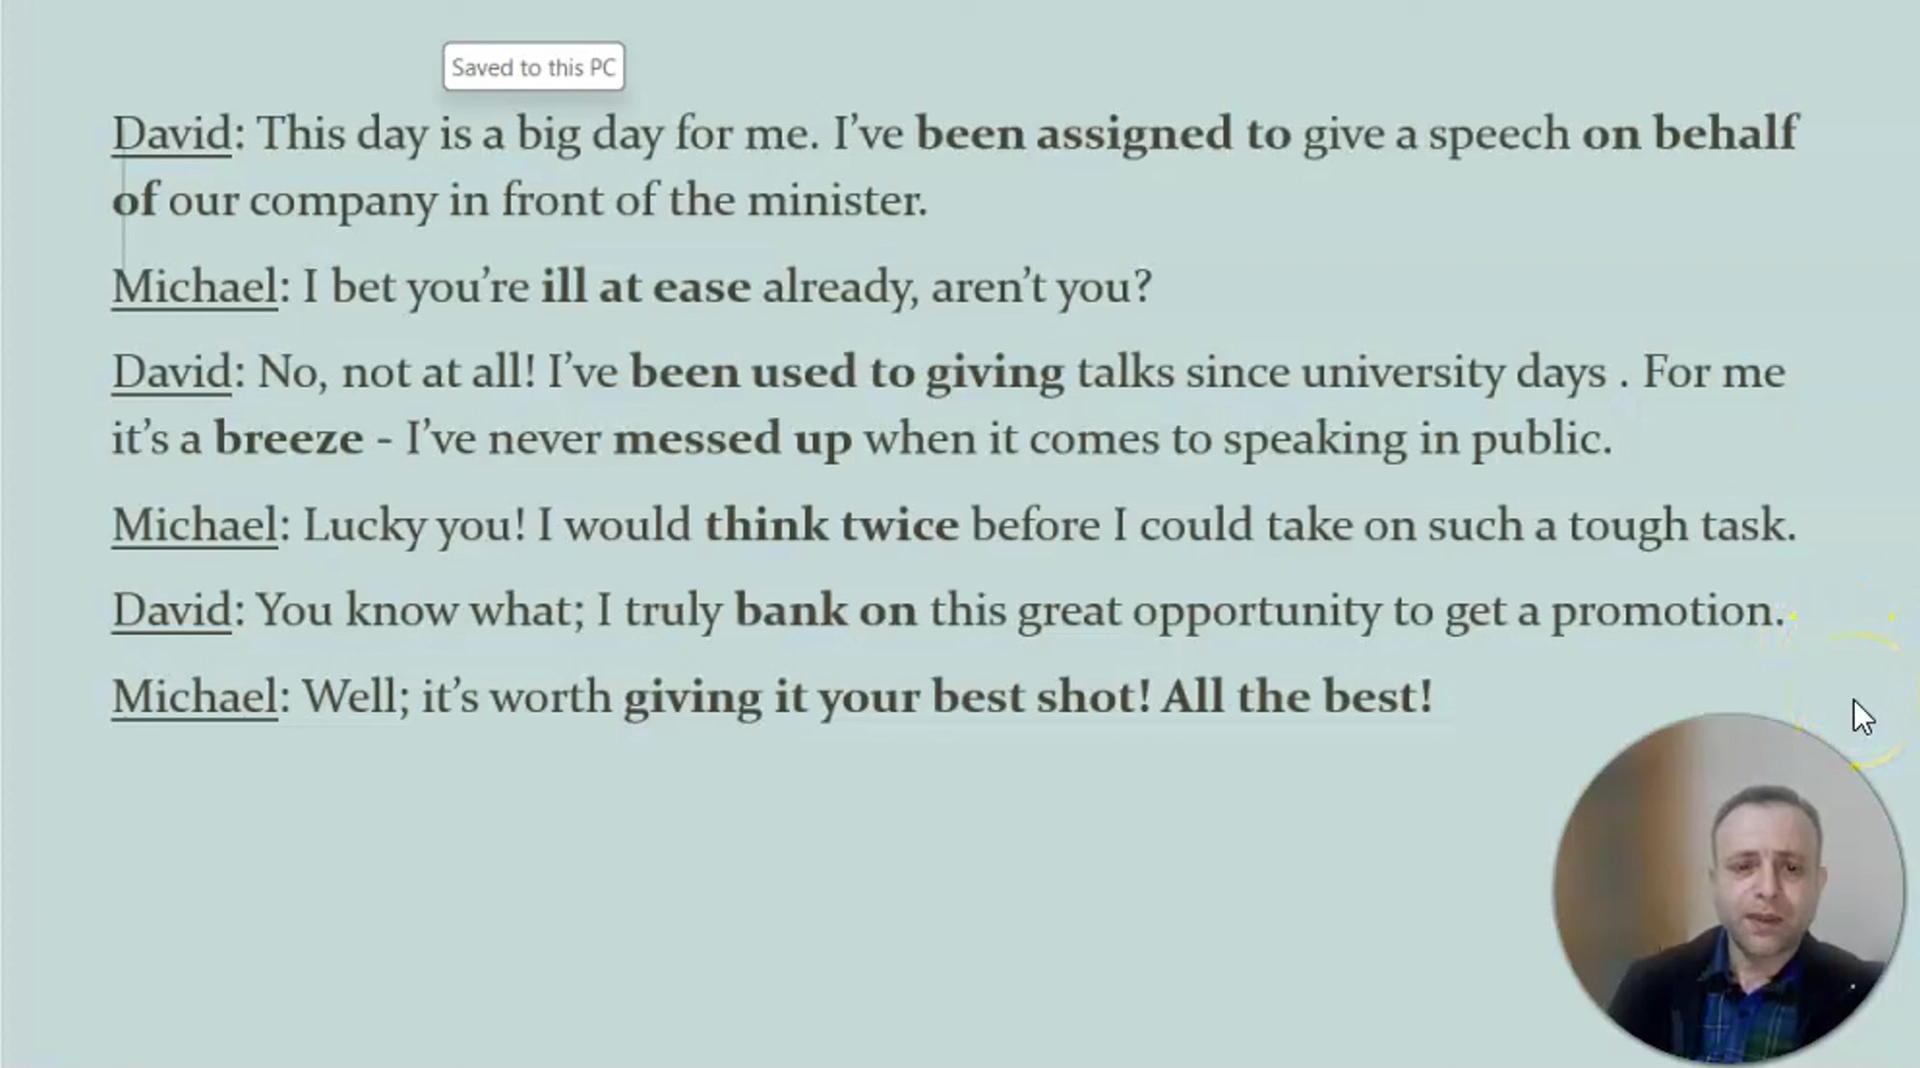 Saved to this PC
David: This day is a big day for me. I’ve been assigned to give a speech on behalf
of our company in front of the minister.
Michael: I bet you’re ill at ease already, aren’t you?
David: No, not at all! I’ve been used to giving talks since university days . For me
it’s a breeze - I’ve never messed up when it comes to speaking in public.
Michael: Lucky you! I would think twice before I could take on such a tough task.
David: You know what; I truly bank on this great opportunity to get a promotion.
Michael: Well; it’s worth giving it your best shot! All the best!